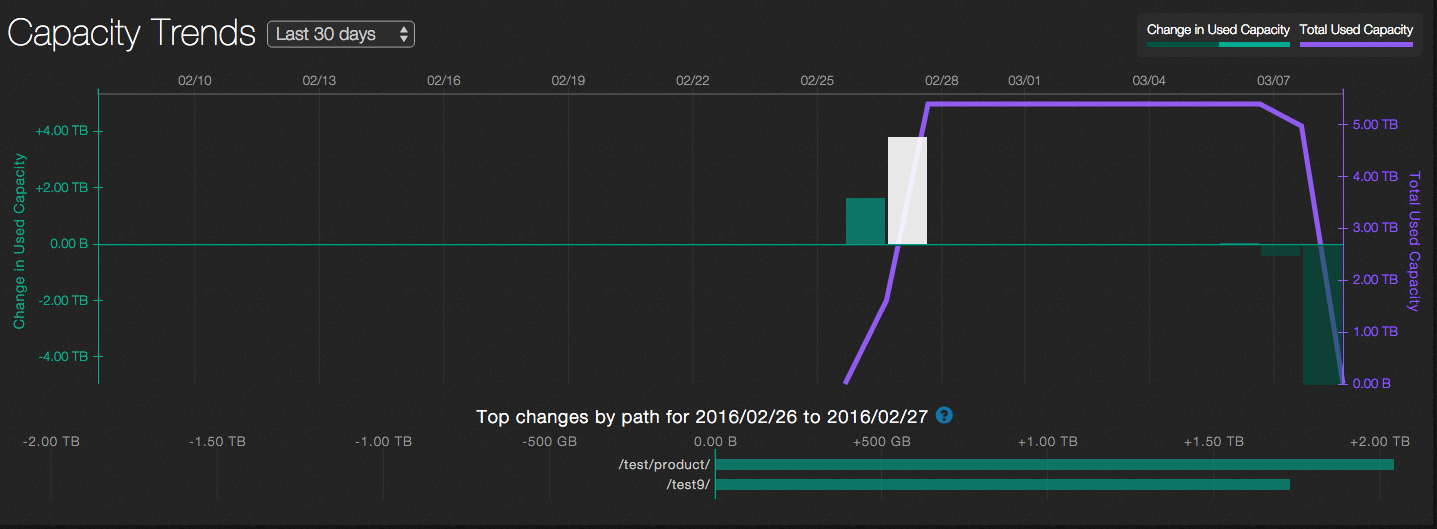 Capacity Trends Last 30 days Change in Used Capacity Total Used Capacity
02/10 02/13 02/16 02/19 02/22 02/25 02/28 03/01 03/04 03/07
Change in Used Capacity
+4.00 TB
+2.00 TB
0.00 B
-2.00 TB
-4.00 TB
5.00 TB
4.00 TB
3.00 TB
2.00 TB
1.00 TB
0.00 B
Total Used Capacity
Top changes by path for 2016/02/26 to 2016/02/27 ?
-2.00 TB -1.50 TB -1.00 TB -500 GB 0.00 B +500 GB +1.00 TB +1.50 TB +2.00 TB
/test/product/
/test9/